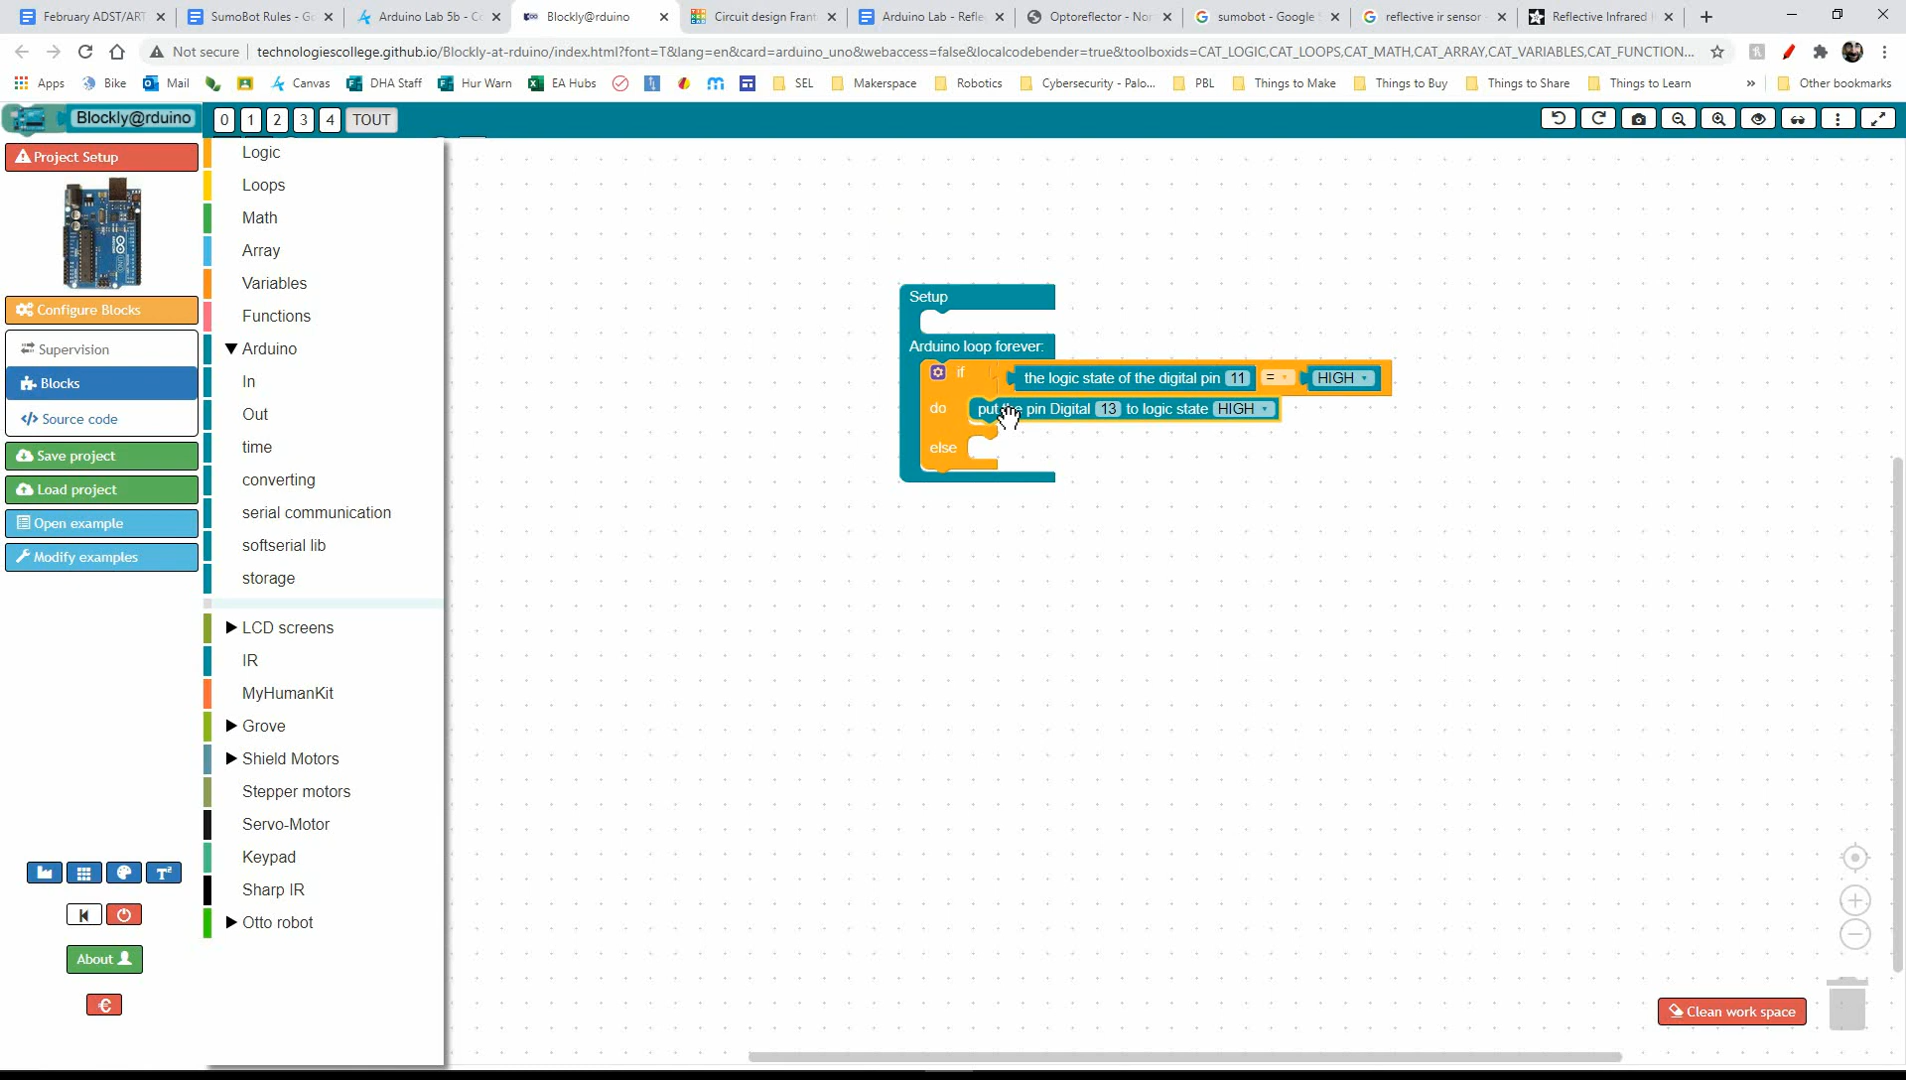 February ADST/ART
SumoBot Rules - G
Arduino Lab 5b - C
Blockly@rduino
Circuit design Frant
Arduino Lab - Refle
Optoreflector - Nor
sumobot - Google
reflective ir sensor
Reflective Infrared
Not secure
technologiescollege.github.io/Blockly-at-rduino/index.html?font=T&lang=en&card=arduino_uno&webaccess=false&localcodebender=true&toolboxids=CAT_LOGIC,CAT_LOOPS,CAT_MATH,CAT_ARRAY,CAT_VARIABLES,CAT_FUNCTION...
Apps
Bike
Mail
Canvas
DHA Staff
Hur Warn
EA Hubs
SEL
Makerspace
Robotics
Cybersecurity - Palo...
PBL
Things to Make
Things to Buy
Things to Share
Things to Learn
»
Other bookmarks
Blockly@rduino
0
1
2
3
4
TOUT
Project Setup
Configure Blocks
Supervision
Blocks
Source code
Save project
Load project
Open example
Modify examples
About
Logic
Loops
Math
Array
Variables
Functions
Arduino
In
Out
time
converting
serial communication
softserial lib
storage
LCD screens
IR
MyHumanKit
Grove
Shield Motors
Stepper motors
Servo-Motor
Keypad
Sharp IR
Otto robot
Setup
Arduino loop forever:
if the logic state of the digital pin 11 = HIGH
do put the pin Digital 13 to logic state HIGH
else
Clean work space